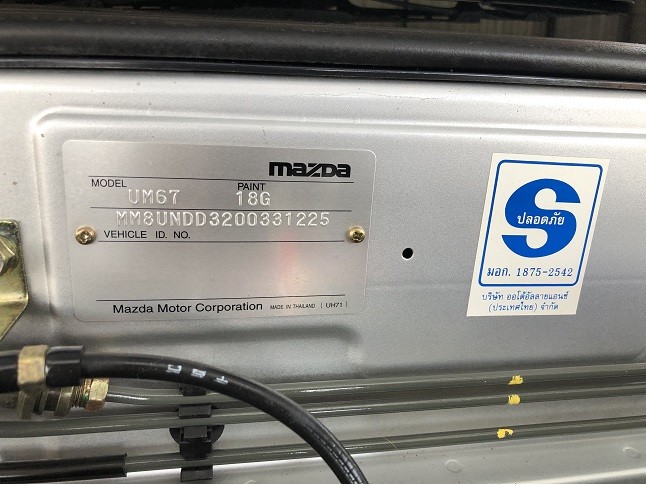 mazda
MODEL PAINT
UM67 18G
MM8UNDD3200331225
VEHICLE ID. NO.
Mazda Motor Corporation MADE IN THAILAND ( UH71 )
S
ปลอดภัย
มอก. 1875-2542
บริษัท ออโต้อัลลายแอนซ์
(ประเทศไทย) จำกัด